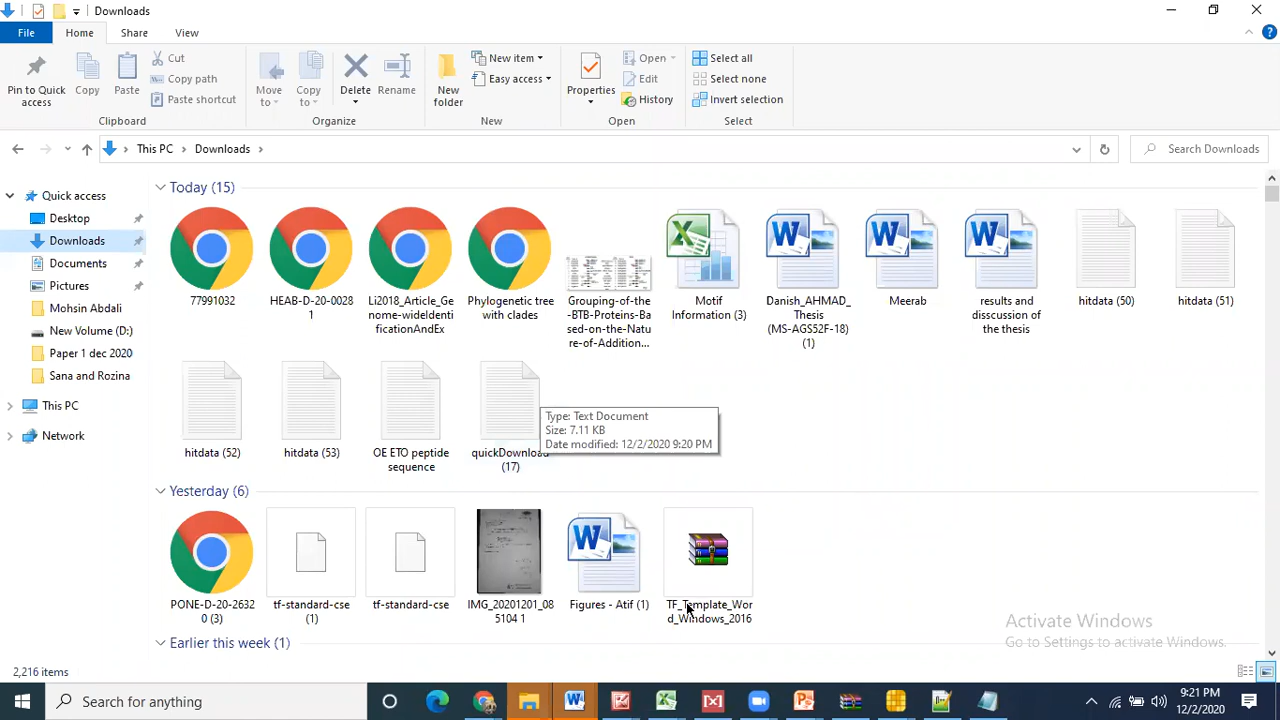 Downloads
File
Home
Share
View
Pin to Quick access
Copy
Paste
Cut
Copy path
Paste shortcut
Clipboard
Move to
Copy to
Delete
Rename
Organize
New folder
New item
Easy access
New
Properties
Open
Edit
History
Open
Select all
Select none
Invert selection
Select
This PC
Downloads
Search Downloads
Quick access
Desktop
Downloads
Documents
Pictures
Mohsin Abdali
New Volume (D:)
Paper 1 dec 2020
Sana and Rozina
This PC
Network
Today (15)
77991032
HEAB-D-20-0028
1
Li2018_Article_Ge
nome-wideIdenti
ficationAndEx
Phylogenetic tree
with clades
Grouping-of-the
-BTB-Proteins-Ba
sed-on-the-Natu
re-of-Addition...
Motif
Information (3)
Danish_AHMAD_
Thesis
(MS-AGS52F-18)
(1)
Meerab
results and
disscussion of
the thesis
hitdata (50)
hitdata (51)
hitdata (52)
hitdata (53)
OE ETO peptide
sequence
quickDownload
(17)
Type: Text Document
Size: 7.11 KB
Date modified: 12/2/2020 9:20 PM
Yesterday (6)
PONE-D-20-2632
0 (3)
tf-standard-cse
(1)
tf-standard-cse
IMG_20201201_08
5104 1
Figures - Atif (1)
TF_Template_Wor
d_Windows_2016
Earlier this week (1)
Activate Windows
Go to Settings to activate Windows.
2,216 items
Search for anything
9:21 PM
12/2/2020